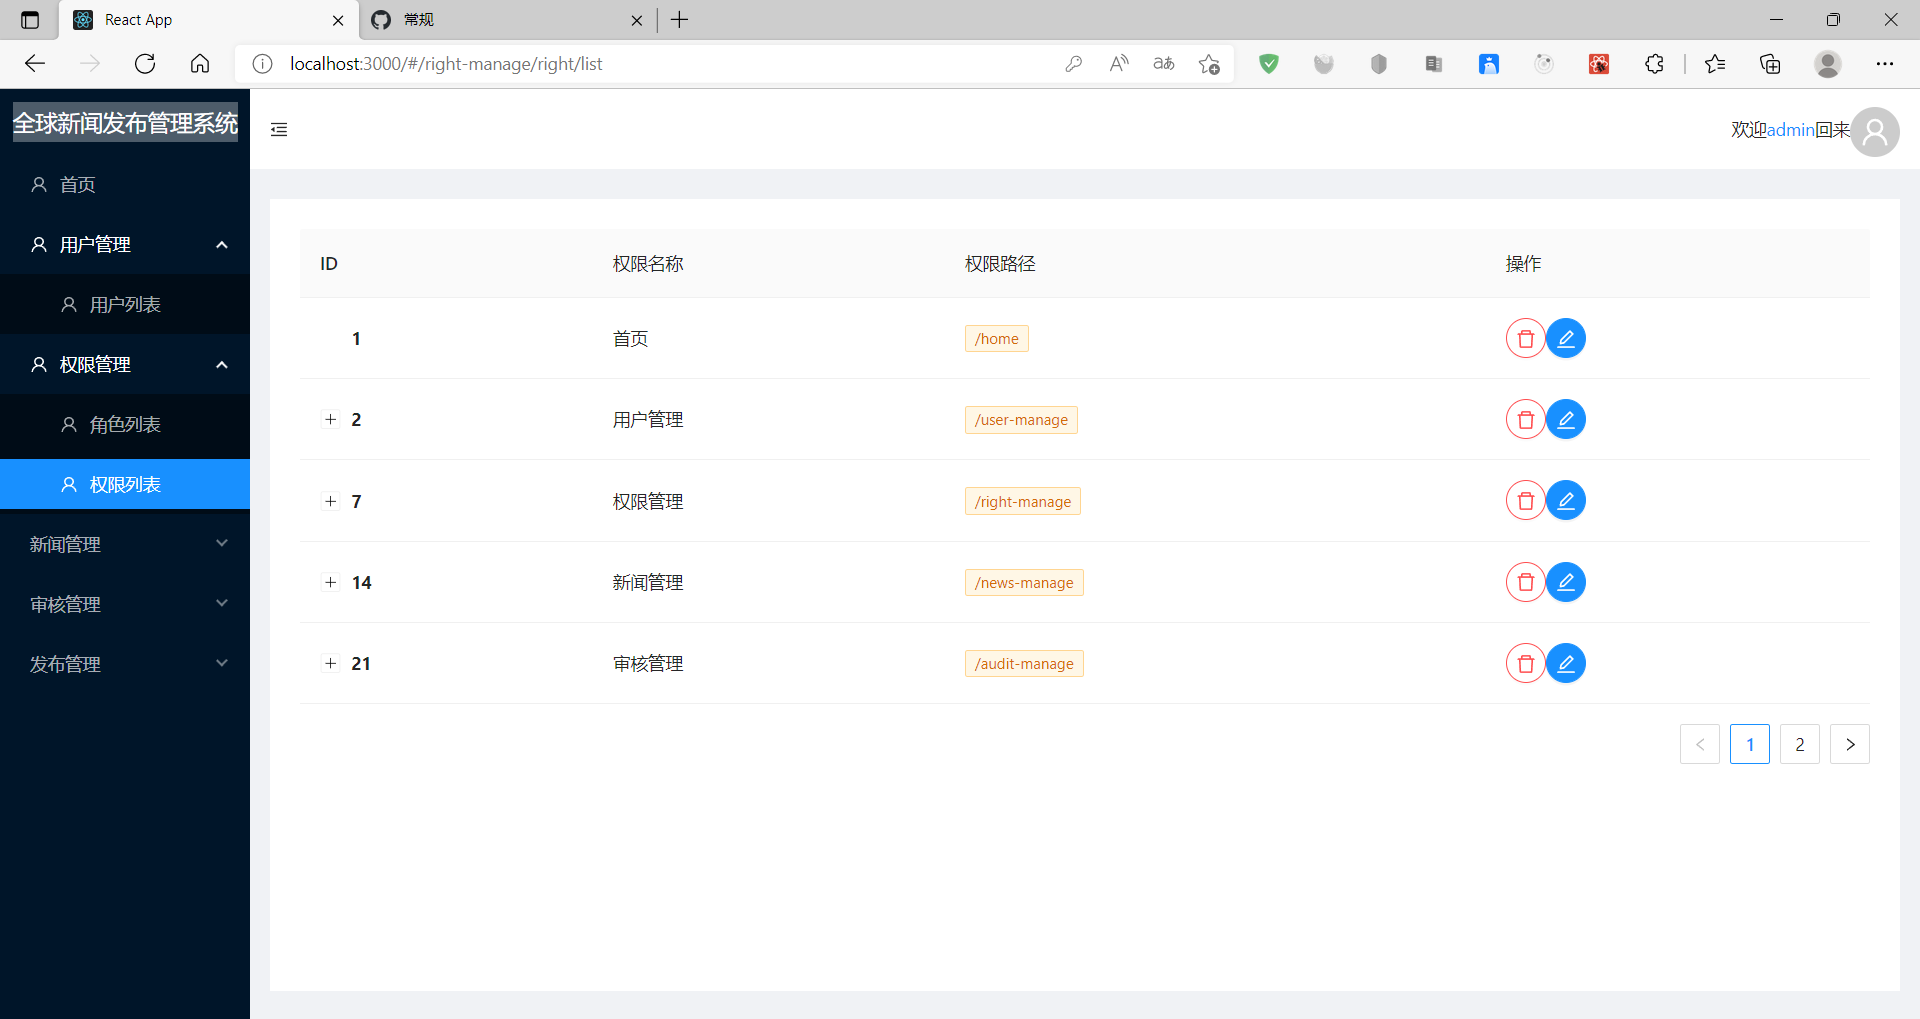 React App
常规
localhost:3000/#/right-manage/right/list
全球新闻发布管理系统
欢迎admin回来
首页
用户管理
用户列表
权限管理
角色列表
权限列表
新闻管理
审核管理
发布管理
ID 权限名称 权限路径 操作
1 首页 /home
2 用户管理 /user-manage
7 权限管理 /right-manage
14 新闻管理 /news-manage
21 审核管理 /audit-manage
1 2